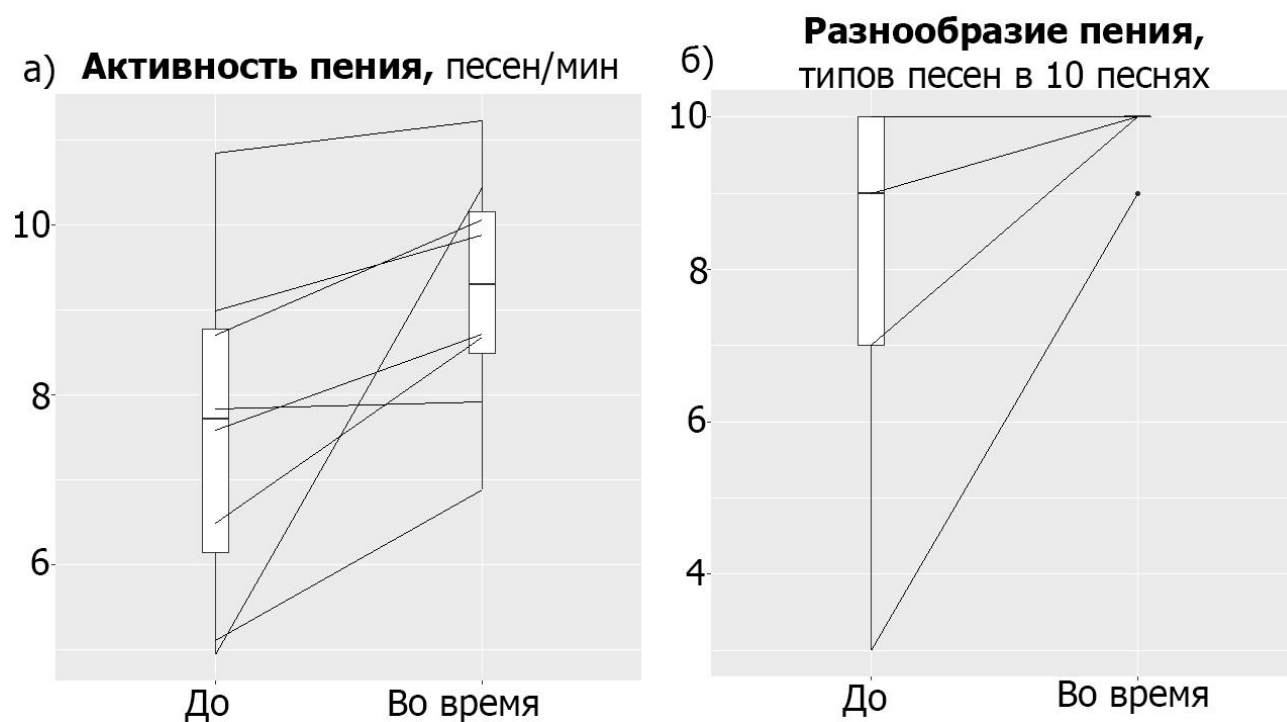 а) Активность пения, песен/мин
10
8
6
До Во время
б) Разнообразие пения,
типов песен в 10 песнях
10
8
6
4
До Во время